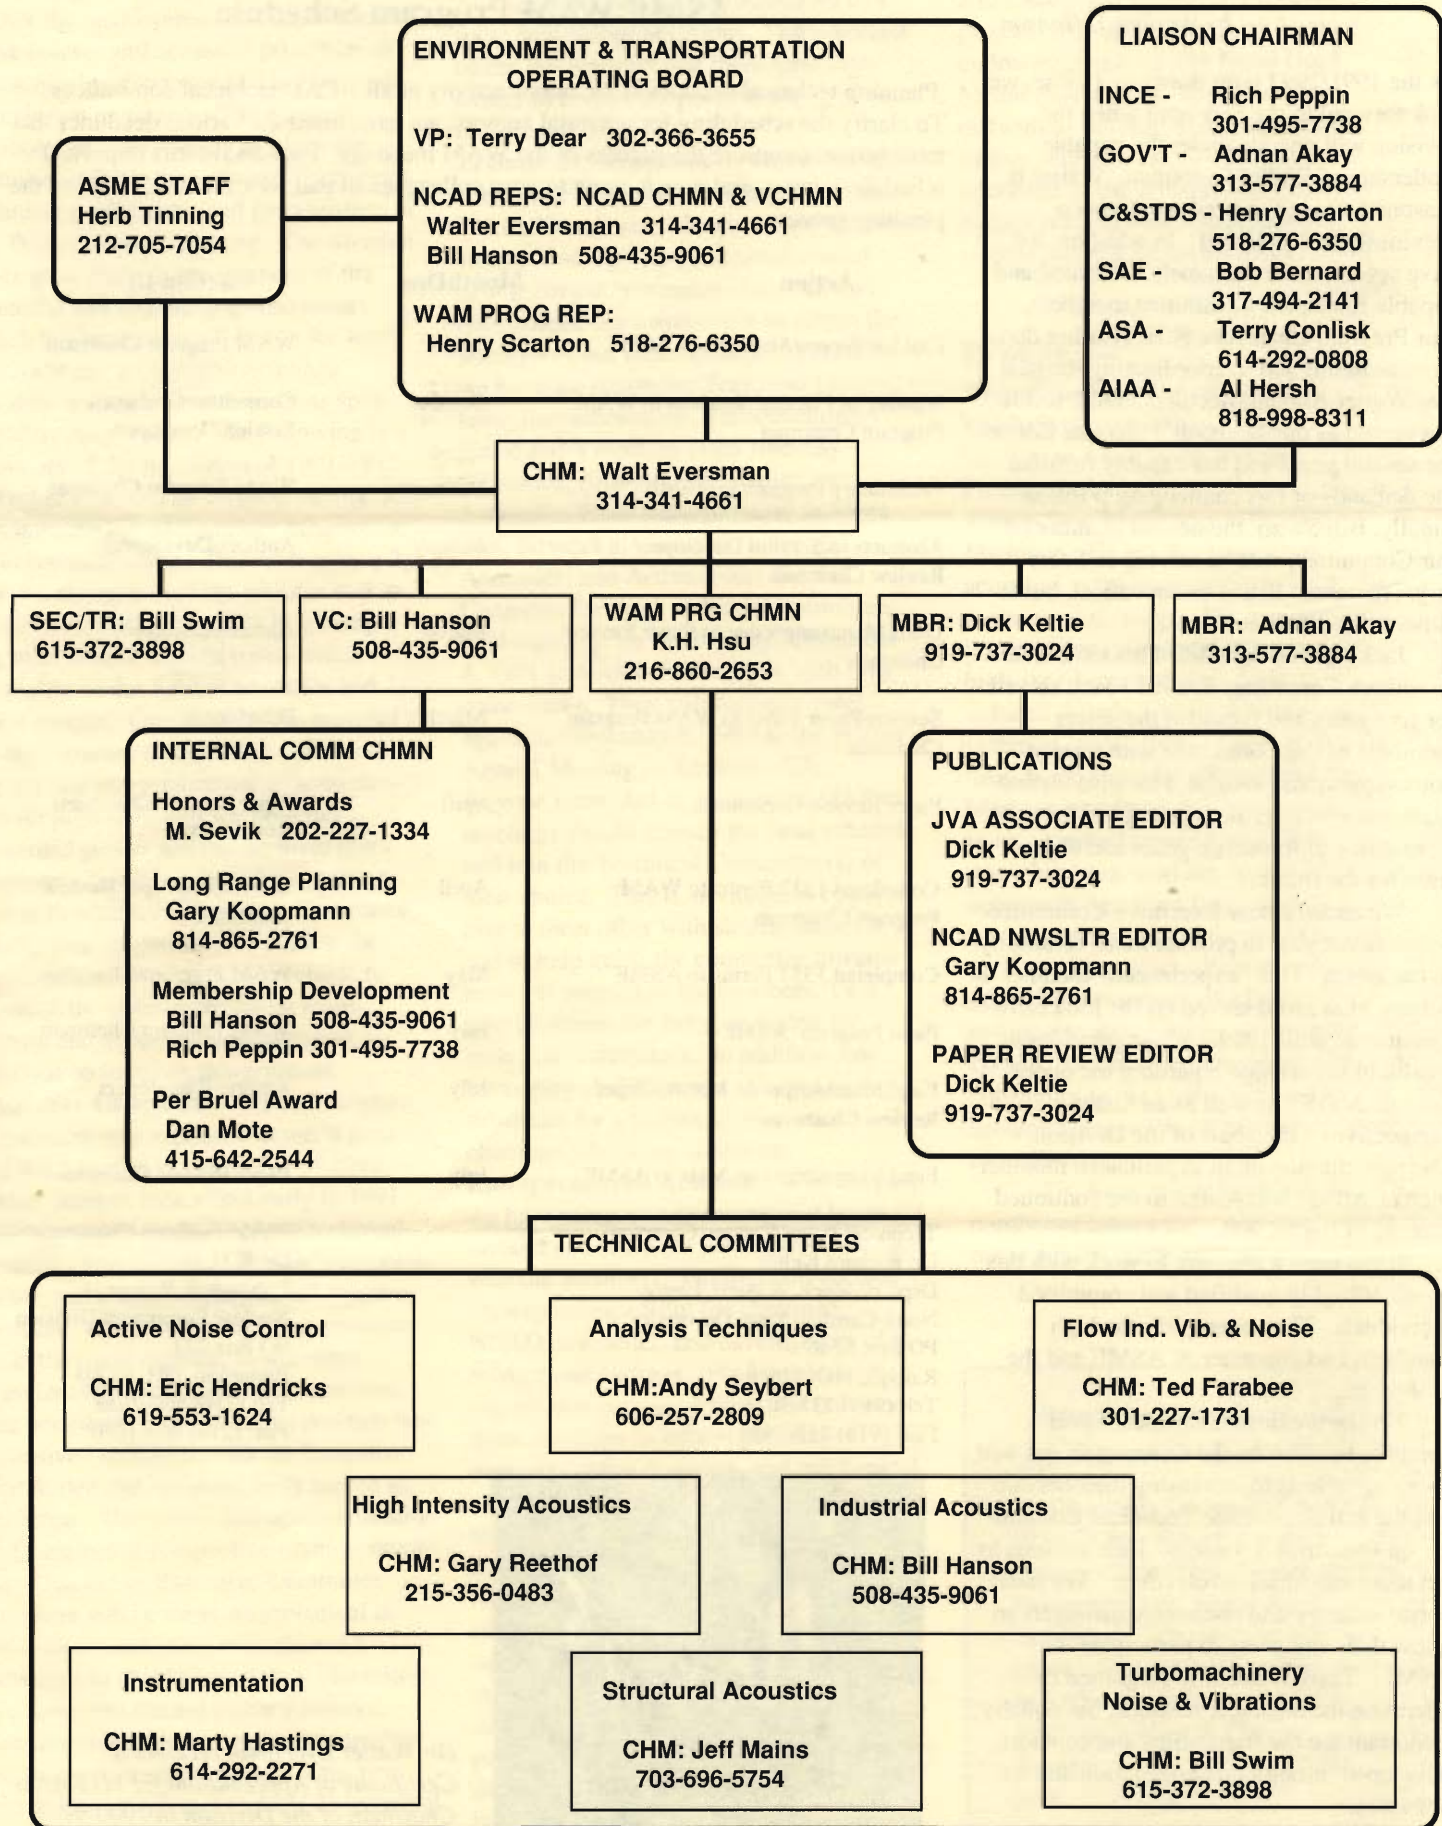 ENVIRONMENT & TRANSPORTATION
OPERATING BOARD
VP: Terry Dear 302-366-3655
NCAD REPS: NCAD CHMN & VCHMN
Walter Eversman 314-341-4661
Bill Hanson 508-435-9061
WAM PROG REP:
Henry Scarton 518-276-6350
LIAISON CHAIRMAN
INCE - Rich Peppin
301-495-7738
GOV'T - Adnan Akay
313-577-3884
C&STDS - Henry Scarton
518-276-6350
SAE - Bob Bernard
317-494-2141
ASA - Terry Conlisk
614-292-0808
AIAA - Al Hersh
818-998-8311
ASME STAFF
Herb Tinning
212-705-7054
CHM: Walt Eversman
314-341-4661
SEC/TR: Bill Swim
615-372-3898
VC: Bill Hanson
508-435-9061
WAM PRG CHMN
K.H. Hsu
216-860-2653
MBR: Dick Keltie
919-737-3024
MBR: Adnan Akay
313-577-3884
INTERNAL COMM CHMN
Honors & Awards
M. Sevik 202-227-1334
Long Range Planning
Gary Koopmann
814-865-2761
Membership Development
Bill Hanson 508-435-9061
Rich Peppin 301-495-7738
Per Bruel Award
Dan Mote
415-642-2544
PUBLICATIONS
JVA ASSOCIATE EDITOR
Dick Keltie
919-737-3024
NCAD NWSLTR EDITOR
Gary Koopmann
814-865-2761
PAPER REVIEW EDITOR
Dick Keltie
919-737-3024
TECHNICAL COMMITTEES
Active Noise Control
CHM: Eric Hendricks
619-553-1624
Analysis Techniques
CHM:Andy Seybert
606-257-2809
Flow Ind. Vib. & Noise
CHM: Ted Farabee
301-227-1731
High Intensity Acoustics
CHM: Gary Reethof
215-356-0483
Industrial Acoustics
CHM: Bill Hanson
508-435-9061
Instrumentation
CHM: Marty Hastings
614-292-2271
Structural Acoustics
CHM: Jeff Mains
703-696-5754
Turbomachinery
Noise & Vibrations
CHM: Bill Swim
615-372-3898